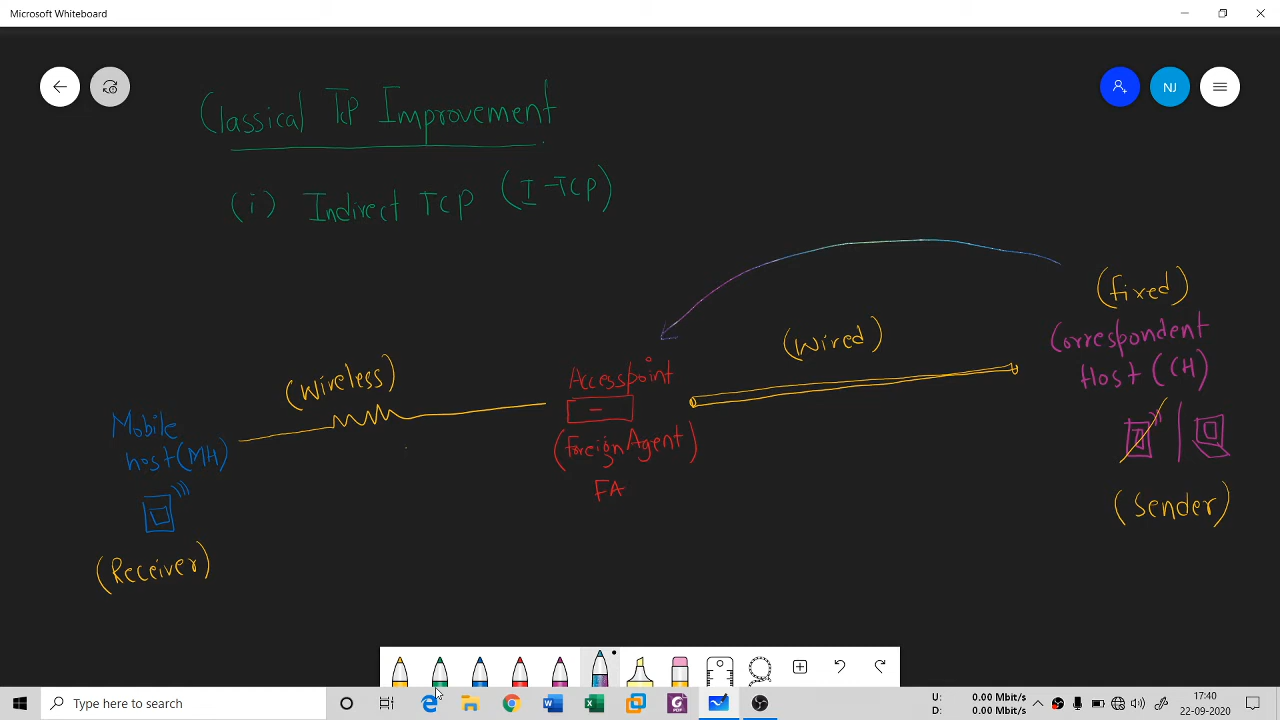 Microsoft Whiteboard
NJ
Classical TCP Improvement
(i) Indirect TCP (I-TCP)
(fixed)
Correspondent
Host (CH)
(Wired)
(Wireless)
Accesspoint
(Foreign Agent)
FA
Mobile
host(MH)
(Sender)
(Receiver)
Type here to search
U: 0.00 Mbit/s
D: 0.00 Mbit/s
17:40
22-09-2020